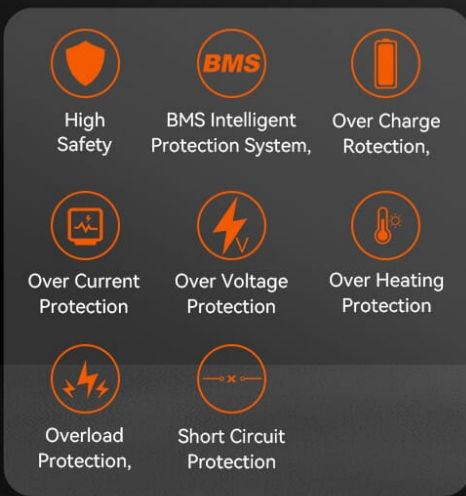 BMS
High
Safety
BMS Intelligent
Protection System,
Over Charge
Rotection,
V
Over Current
Protection
Over Voltage
Protection
Over Heating
Protection
Overload
Protection,
Short Circuit
Protection